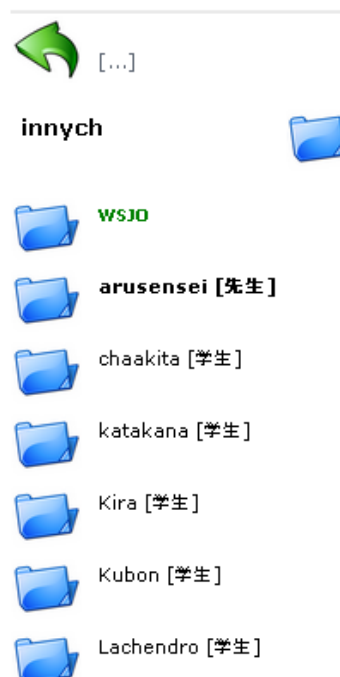 [...]
innych
WSJO
arusensei [先生]
chaakita [学生]
katakana [学生]
Kira [学生]
Kubon [学生]
Lachendro [学生]